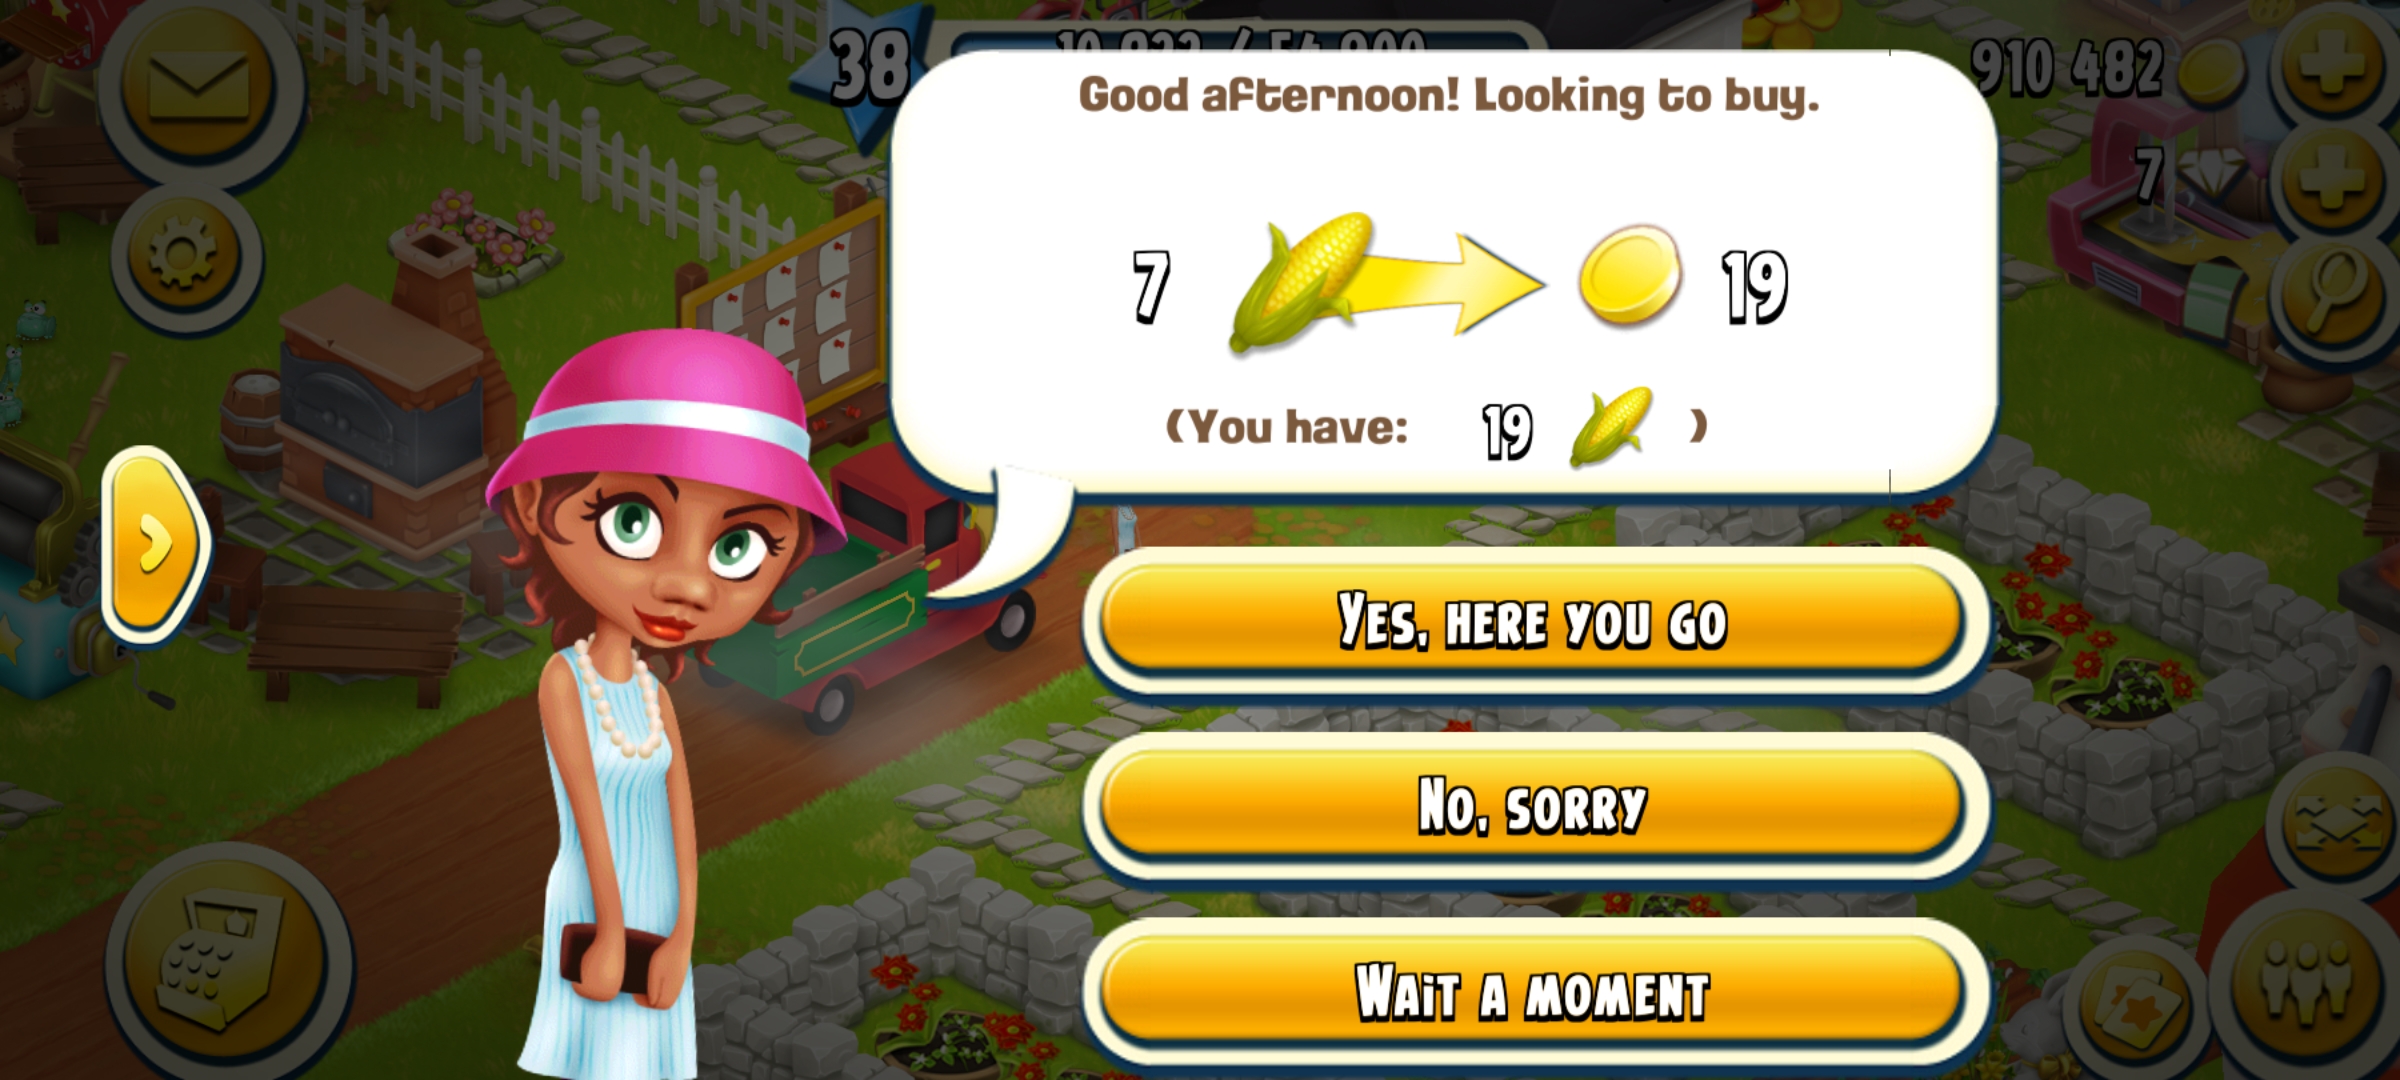 38
910 482
7
Good afternoon! Looking to buy.
7 19
(You have: 19 )
Yes, here you go
No, sorry
Wait a moment